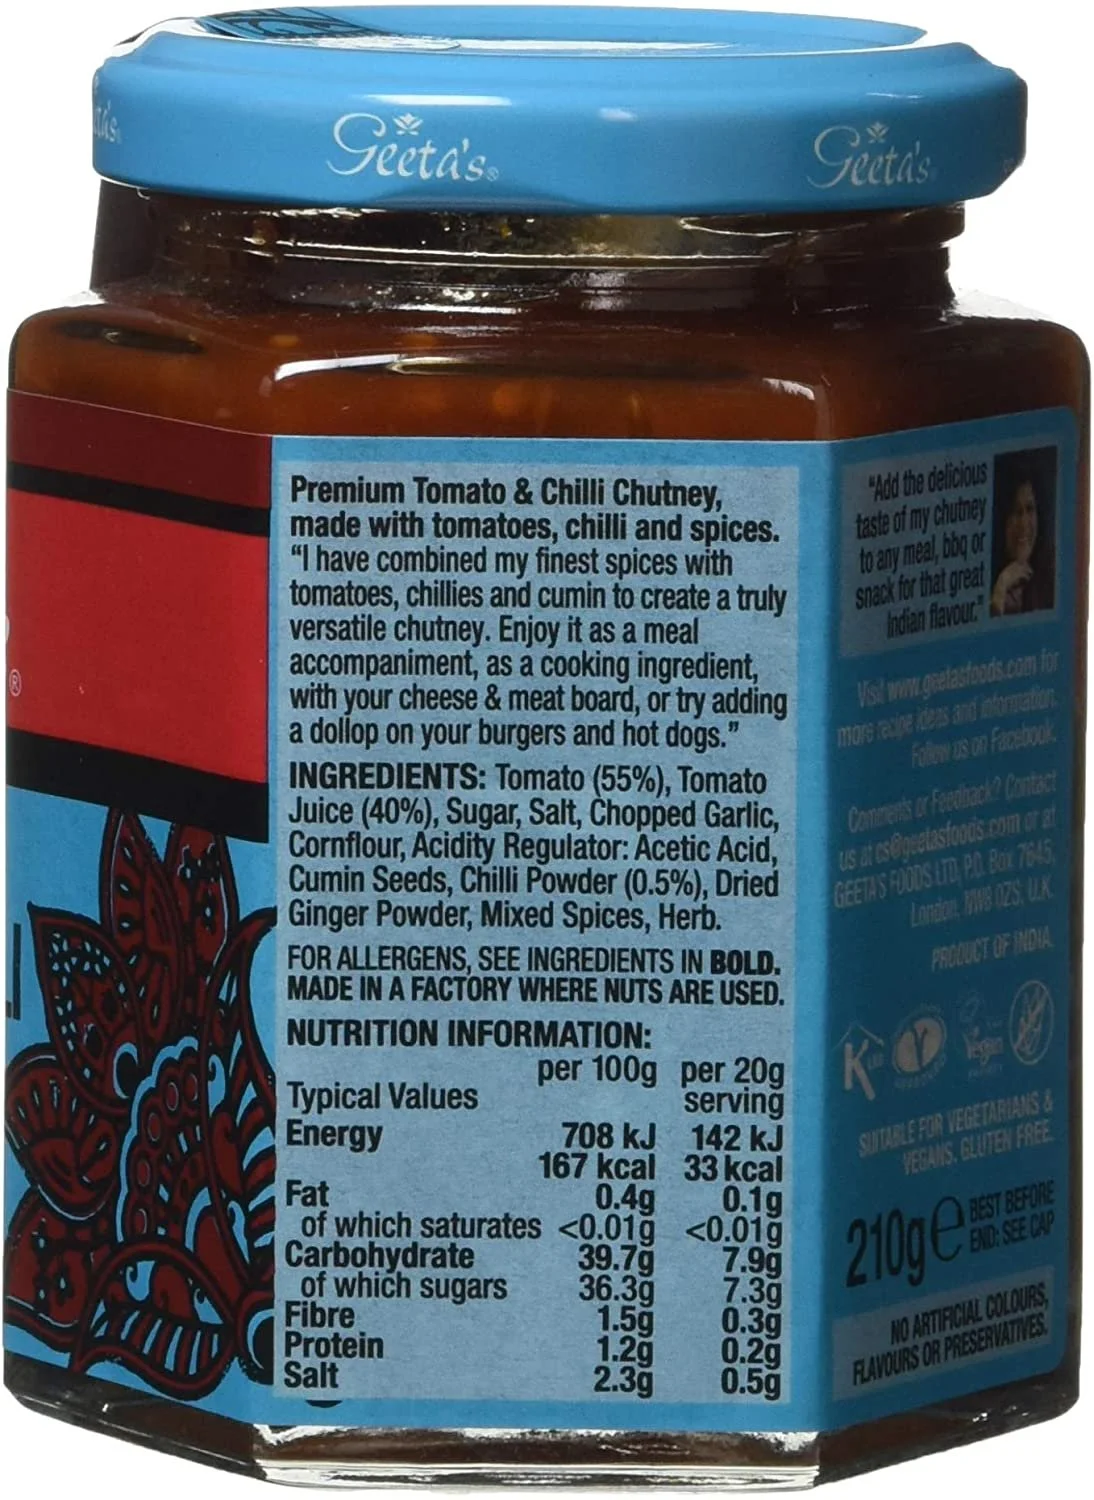 Geeta's®
Geeta's
®
Premium Tomato & Chilli Chutney,
made with tomatoes, chilli and spices.
“I have combined my finest spices with
tomatoes, chillies and cumin to create a truly
versatile chutney. Enjoy it as a meal
accompaniment, as a cooking ingredient,
with your cheese & meat board, or try adding
a dollop on your burgers and hot dogs.”
INGREDIENTS: Tomato (55%), Tomato
Juice (40%), Sugar, Salt, Chopped Garlic,
Cornflour, Acidity Regulator: Acetic Acid,
Cumin Seeds, Chilli Powder (0.5%), Dried
Ginger Powder, Mixed Spices, Herb.
FOR ALLERGENS, SEE INGREDIENTS IN BOLD.
MADE IN A FACTORY WHERE NUTS ARE USED.
NUTRITION INFORMATION:
per 100g per 20g
Typical Values serving
Energy 708 kJ 142 kJ
167 kcal 33 kcal
Fat 0.4g 0.1g
of which saturates <0.01g <0.01g
Carbohydrate 39.7g 7.9g
of which sugars 36.3g 7.3g
Fibre 1.5g 0.3g
Protein 1.2g 0.2g
Salt 2.3g 0.5g
“Add the delicious
taste of my chutney
to any meal, bbq or
snack for that great
Indian flavour.”
Visit www.geetasfoods.com for
more recipe ideas and information.
Follow us on Facebook.
Comments or Feedback? Contact
us at cs@geetasfoods.com or at
GEETA'S FOODS LTD, P.O. Box 7645,
London, NW9 0ZS, U.K.
PRODUCT OF INDIA.
K
V
Vegan
SUITABLE FOR VEGETARIANS &
VEGANS. GLUTEN FREE.
210g e BEST BEFORE
END: SEE CAP
NO ARTIFICIAL COLOURS,
FLAVOURS OR PRESERVATIVES.